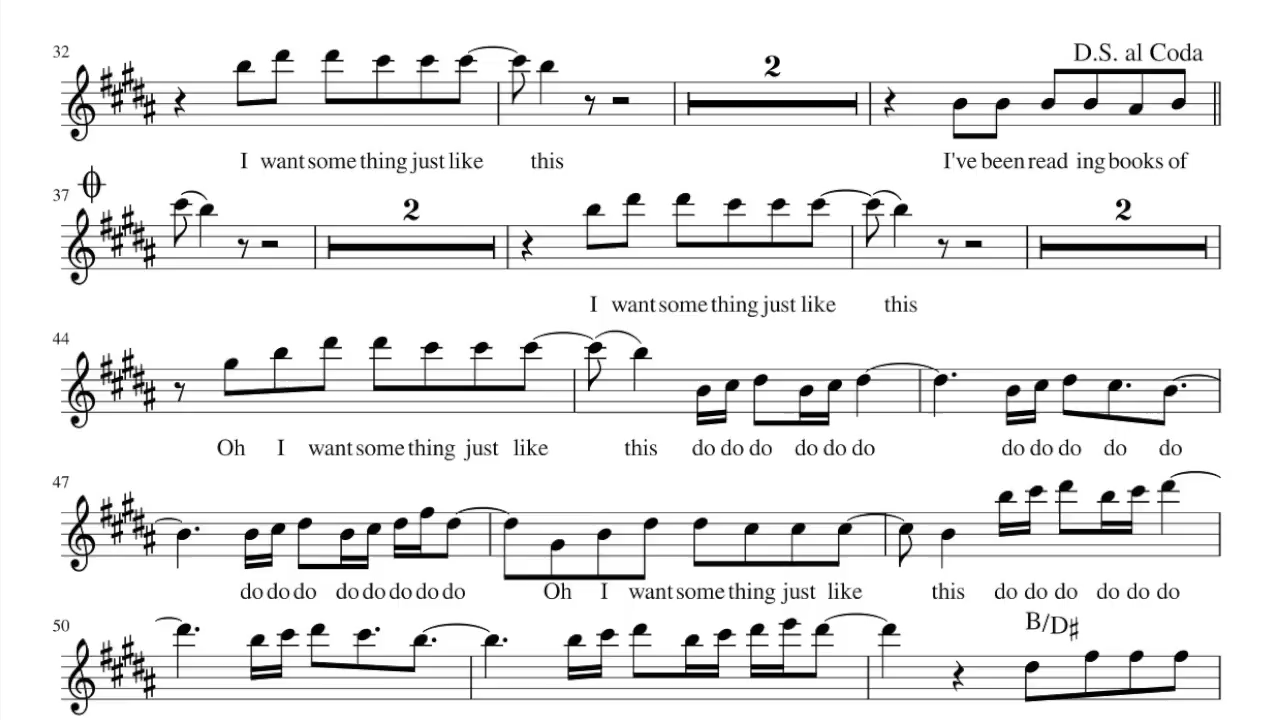 32
2
D.S. al Coda
I want some thing just like this I've been read ing books of
37
2 2
I want some thing just like this
44
Oh I want some thing just like this do do do do do do do do do do do
47
do do do do do do do do Oh I want some thing just like this do do do do do do
50
B/D♯